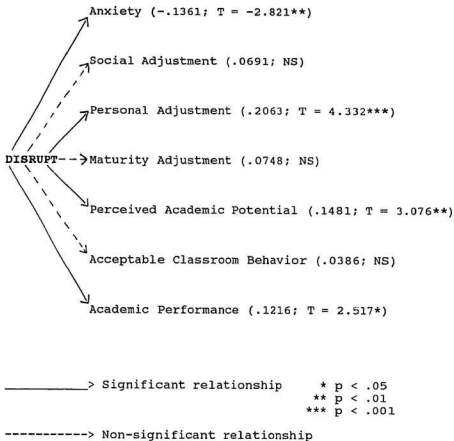 Anxiety (-.1361; T = -2.821**)
Social Adjustment (.0691; NS)
Personal Adjustment (.2063; T = 4.332***)
DISRUPT Maturity Adjustment (.0748; NS)
Perceived Academic Potential (.1481; T = 3.076**)
Acceptable Classroom Behavior (.0386; NS)
Academic Performance (.1216; T = 2.517*)
Significant relationship * p < .05
** p < .01
*** p < .001
Non-significant relationship